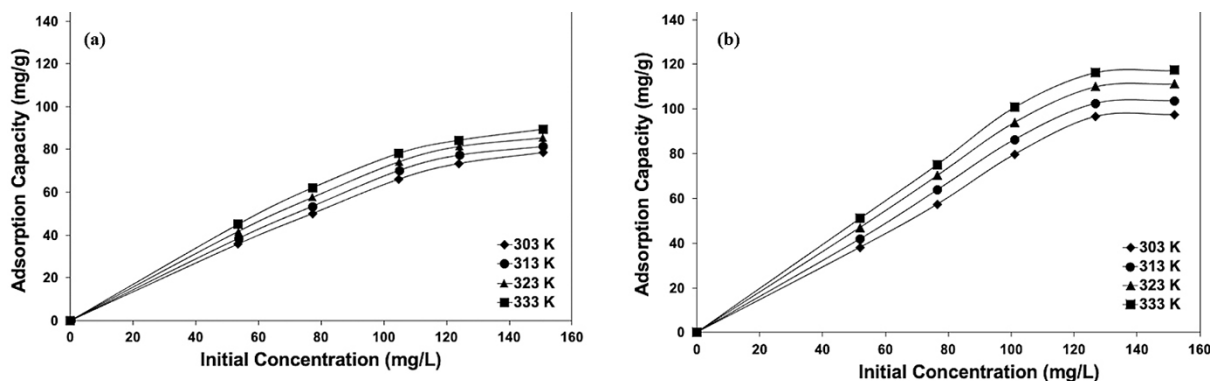 (a)
Adsorption Capacity (mg/g)
140
120
100
80
60
40
20
0
303 K
313 K
323 K
333 K
0 20 40 60 80 100 120 140 160
Initial Concentration (mg/L)
(b)
Adsorption Capacity (mg/g)
140
120
100
80
60
40
20
0
303 K
313 K
323 K
333 K
0 20 40 60 80 100 120 140 160
Initial Concentration (mg/L)